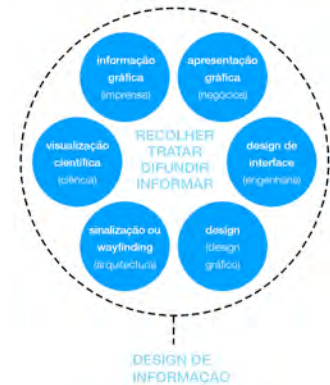 informação
gráfica
(imprensa)
apresentação
gráfica
(negócios)
visualização
científica
(ciência)
RECOLHER
TRATAR
DIFUNDIR
INFORMAR
design de
interface
(engenharia)
sinalização ou
wayfinding
(arquitectura)
design
(design
gráfico)
DESIGN DE
INFORMAÇÃO